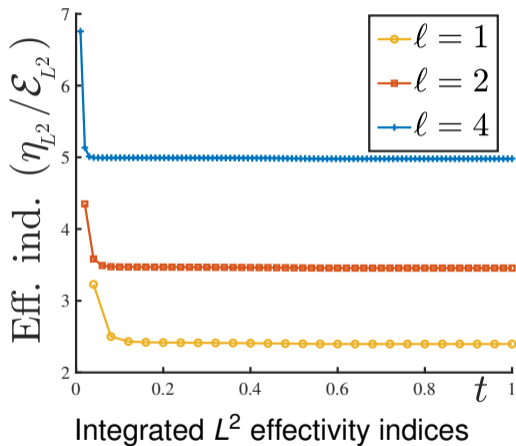 Eff. ind. (η_{L²}/ℰ_{L²})
7
6
5
4
3
2
ℓ = 1
ℓ = 2
ℓ = 4
0 0.2 0.4 0.6 0.8 1
t
Integrated L² effectivity indices